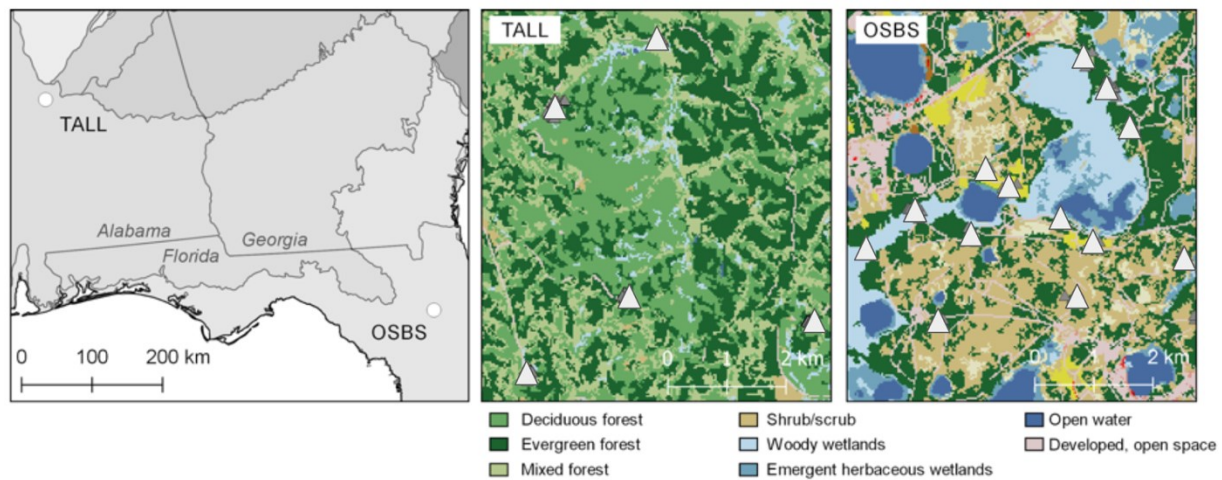 TALL
OSBS
TALL
Alabama
Georgia
Florida
OSBS
0 100 200 km
0 1 2 km
0 1 2 km
Deciduous forest
Evergreen forest
Mixed forest
Shrub/scrub
Woody wetlands
Emergent herbaceous wetlands
Open water
Developed, open space